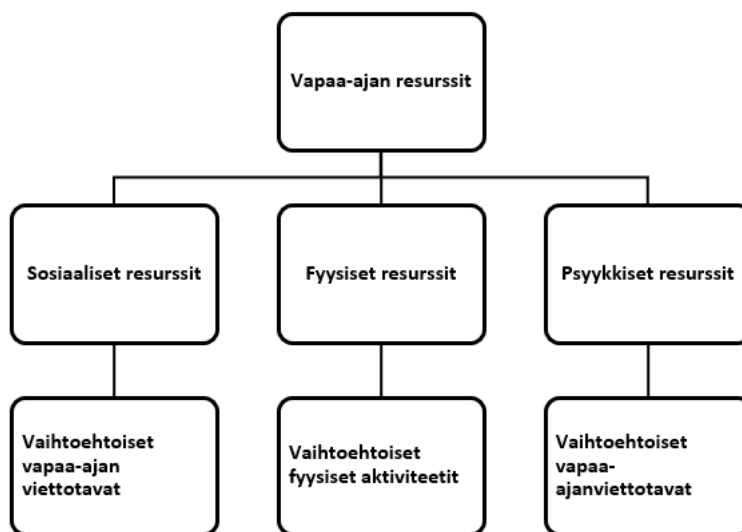 Vapaa-ajan resurssit
Sosiaaliset resurssit
Fyysiset resurssit
Psyykkiset resurssit
Vaihtoehtoiset
vapaa-ajan
viettotavat
Vaihtoehtoiset
fyysiset aktiviteetit
Vaihtoehtoiset
vapaa-
ajanviettotavat